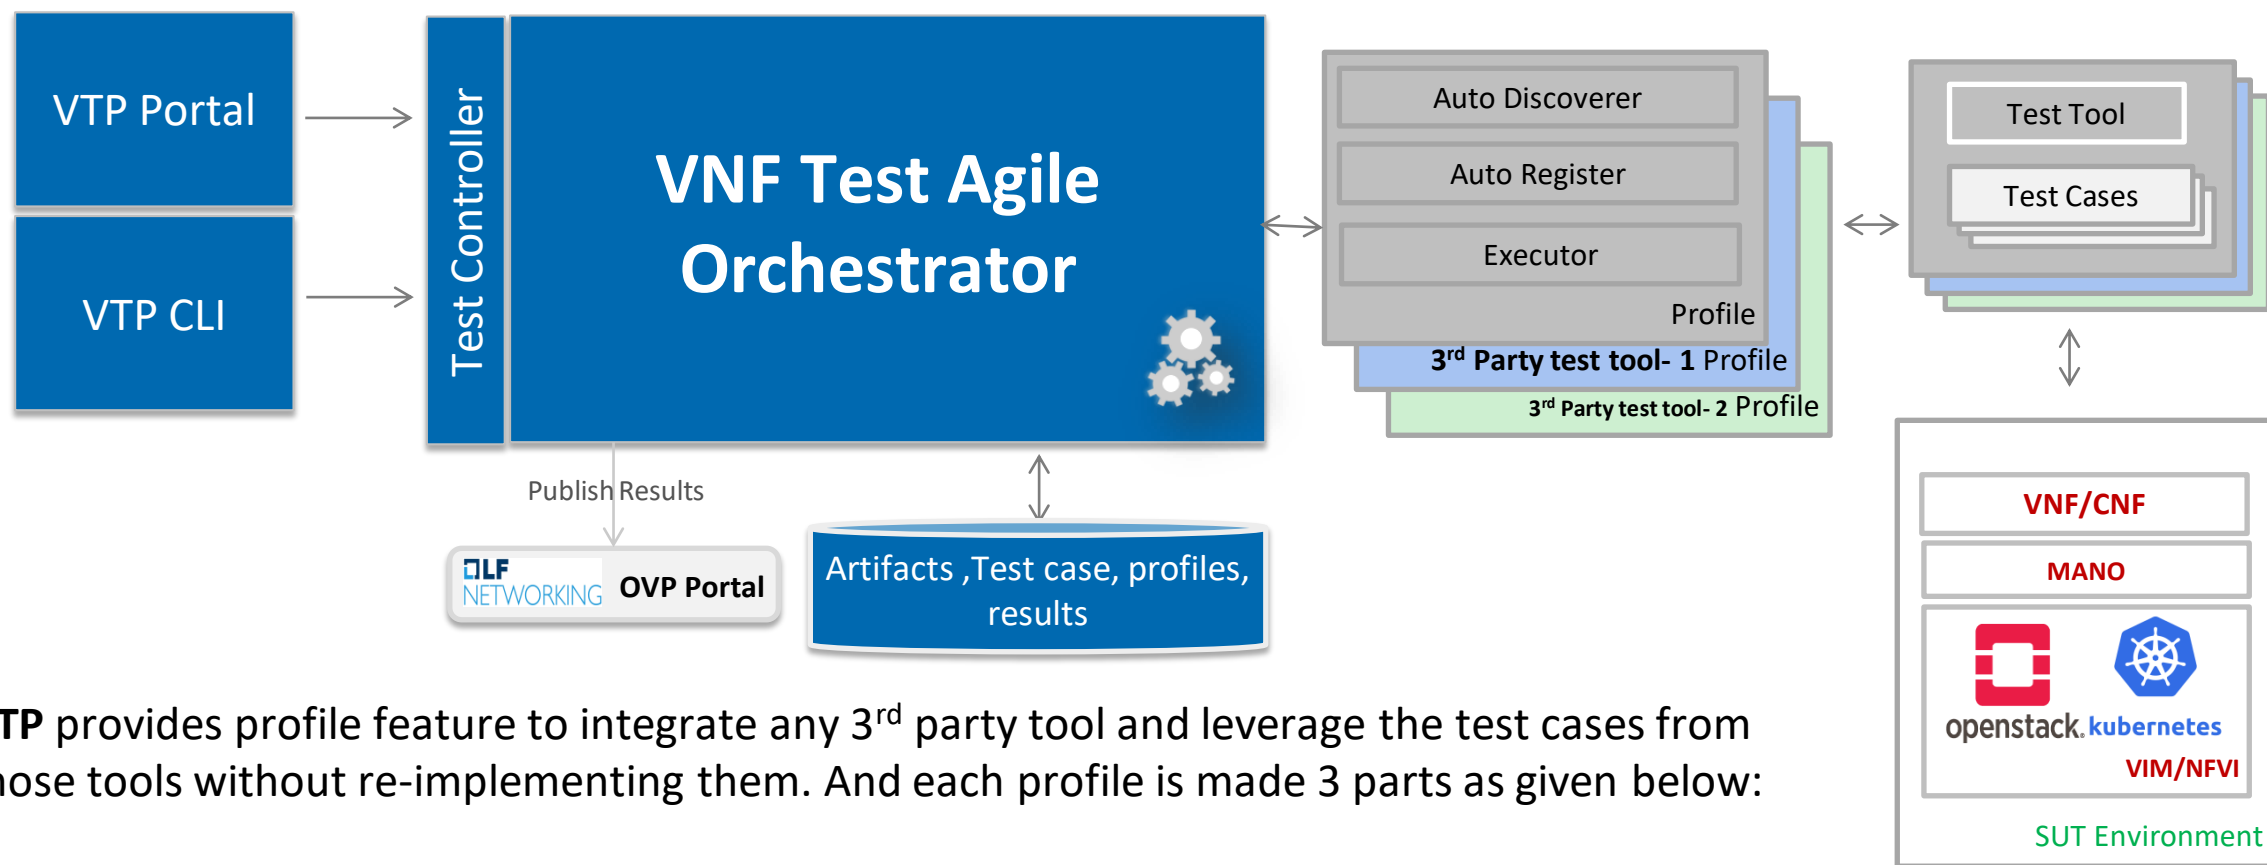 VTP Portal
VTP CLI
Test Controller
VNF Test Agile
Orchestrator
Auto Discoverer
Auto Register
Executor
Profile
3rd Party test tool- 1 Profile
3rd Party test tool- 2 Profile
Test Tool
Test Cases
Publish Results
LF
NETWORKING
OVP Portal
Artifacts ,Test case, profiles,
results
VNF/CNF
MANO
openstack.
kubernetes
VIM/NFVI
SUT Environment
TP provides profile feature to integrate any 3rd party tool and leverage the test cases from
hose tools without re-implementing them. And each profile is made 3 parts as given below: